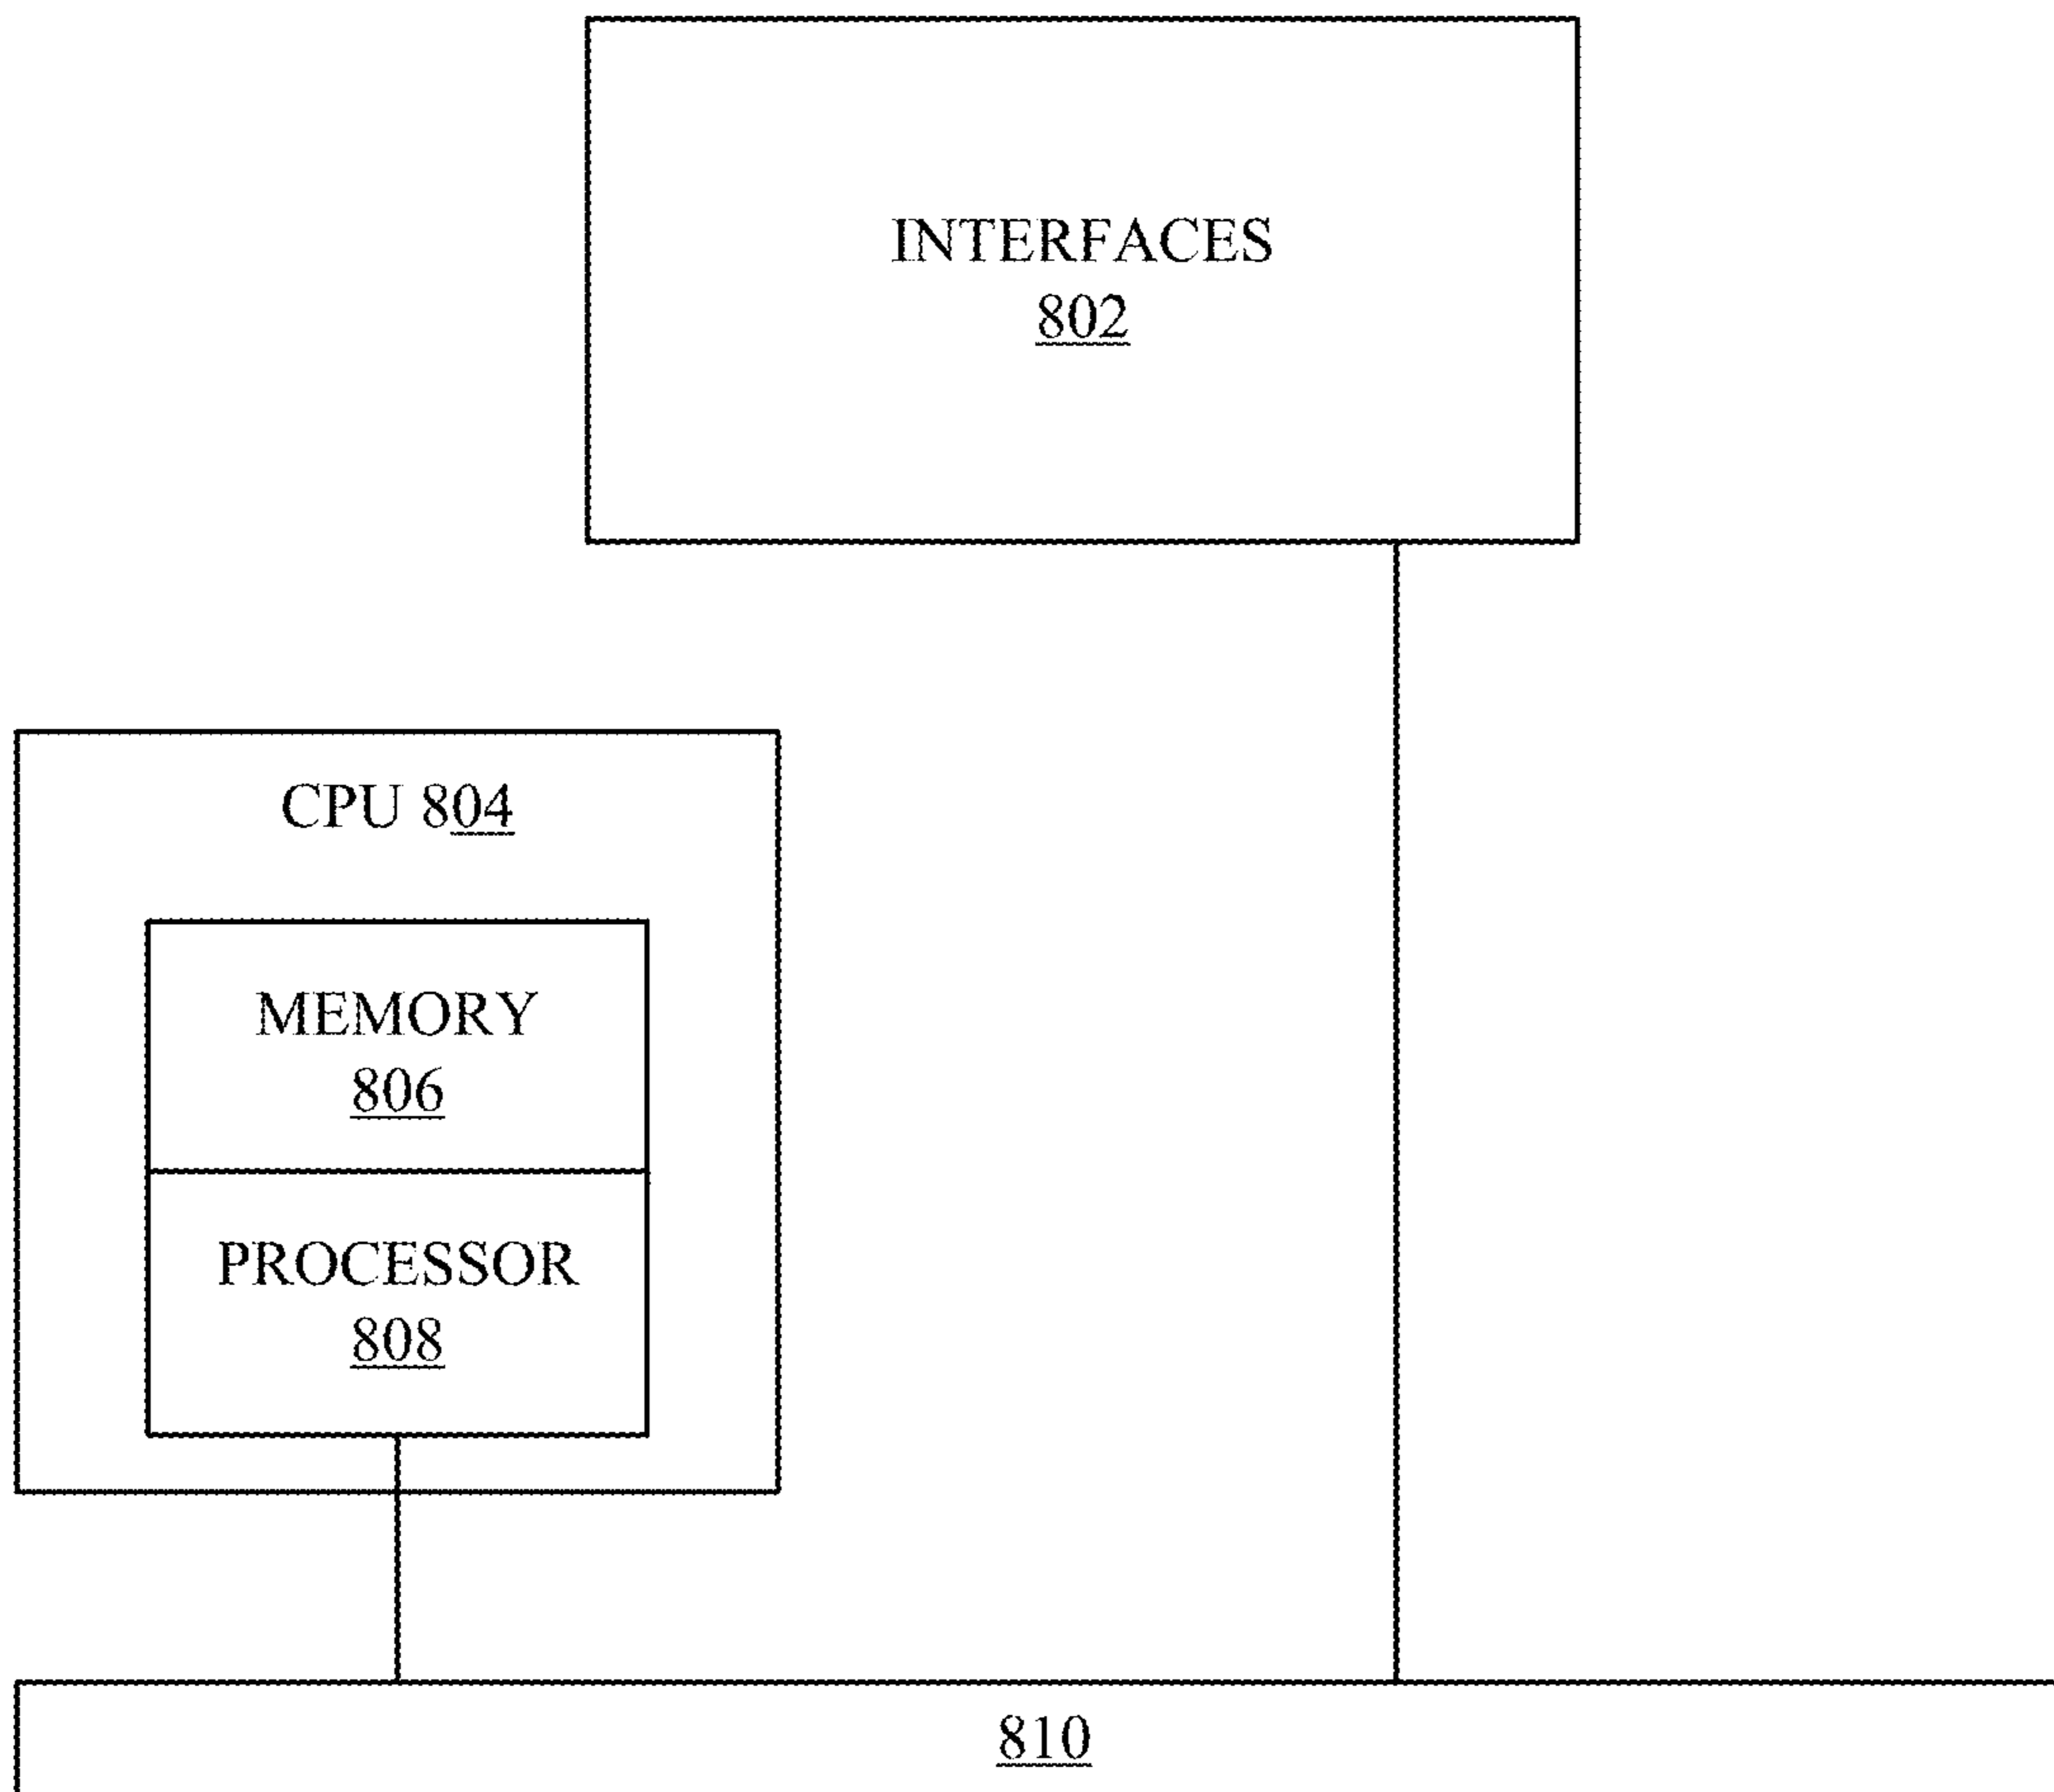 INTERFACES
802
CPU 804
MEMORY
806
PROCESSOR
808
810